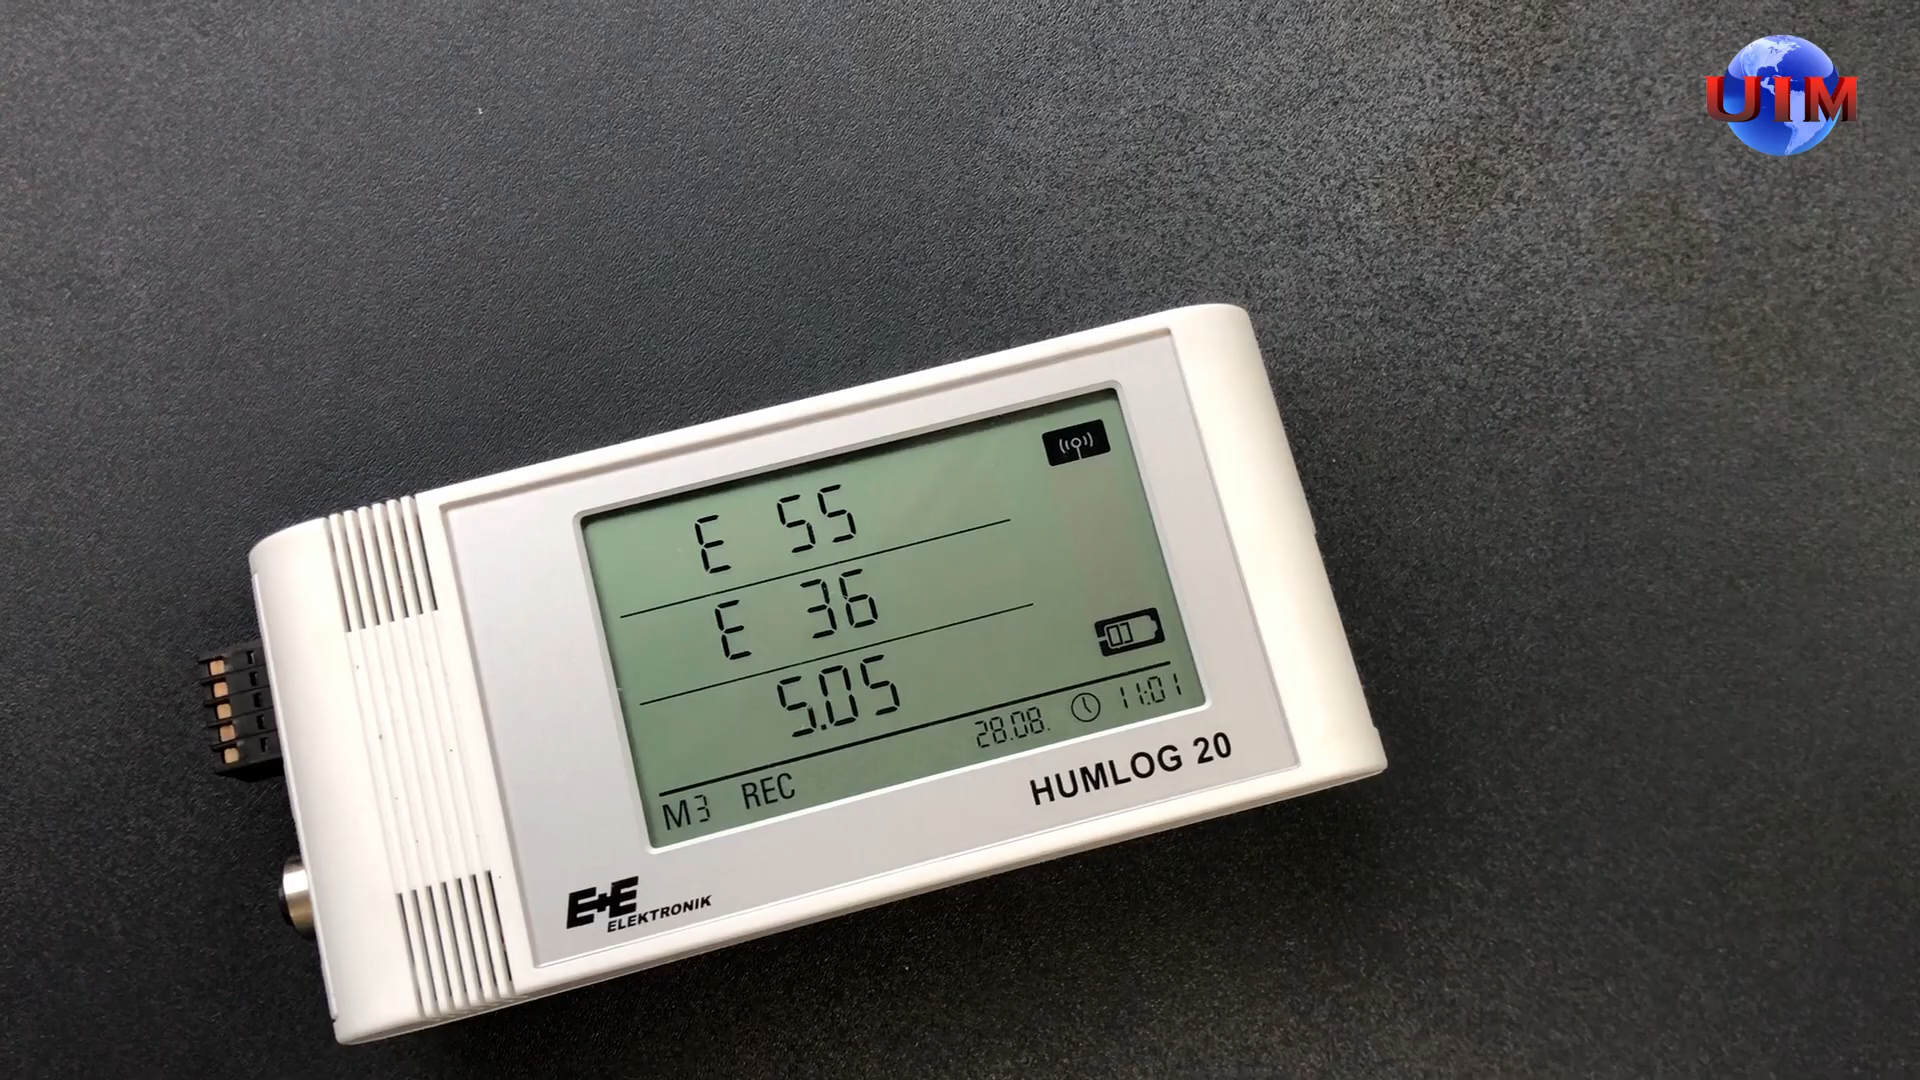 UIM
E 55
E 36
5.05
28.08. 11:01
M3 REC
HUMLOG 20
E+E
ELEKTRONIK